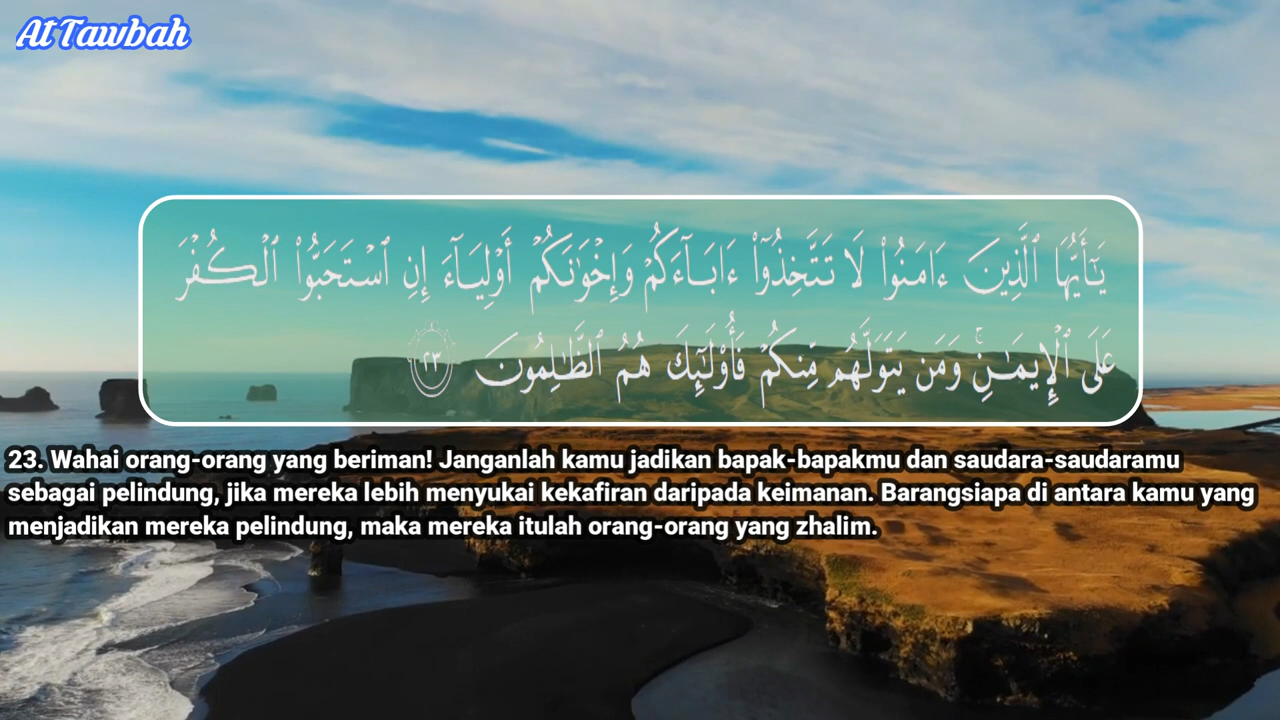 At Tawbah
يَـٰٓأَيُّهَا ٱلَّذِينَ ءَامَنُوا۟ لَا تَتَّخِذُوٓا۟ ءَابَآءَكُمْ وَإِخْوَٰنَكُمْ أَوْلِيَآءَ إِنِ ٱسْتَحَبُّوا۟ ٱلْكُفْرَ
عَلَى ٱلْإِيمَـٰنِ ۚ وَمَن يَتَوَلَّهُم مِّنكُمْ فَأُو۟لَـٰٓئِكَ هُمُ ٱلظَّـٰلِمُونَ ٢٣
23. Wahai orang-orang yang beriman! Janganlah kamu jadikan bapak-bapakmu dan saudara-saudaramu
sebagai pelindung, jika mereka lebih menyukai kekafiran daripada keimanan. Barangsiapa di antara kamu yang
menjadikan mereka pelindung, maka mereka itulah orang-orang yang zhalim.